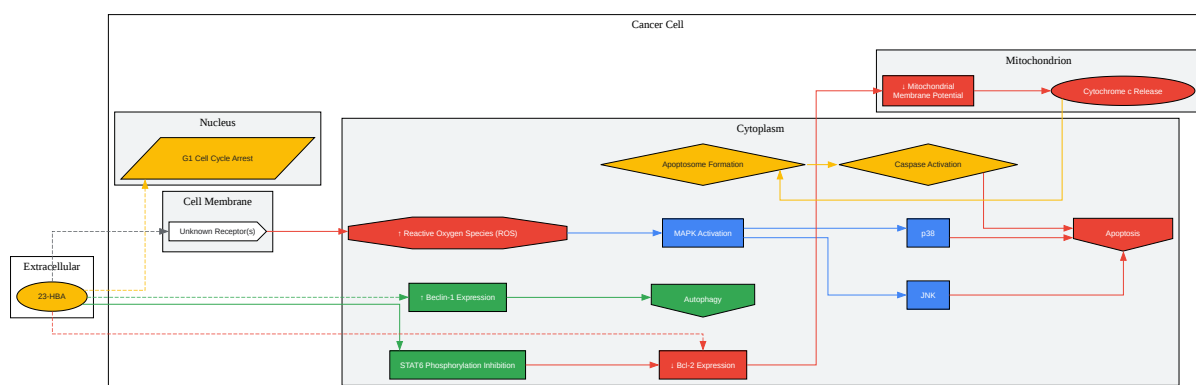 Cancer Cell
Mitochondrion
↓ Mitochondrial
Membrane Potential
Cytochrome c Release
Nucleus
G1 Cell Cycle Arrest
Cytoplasm
Apoptosome Formation
Caspase Activation
Cell Membrane
Unknown Receptor(s)
↑ Reactive Oxygen Species (ROS)
MAPK Activation
p38
Apoptosis
Extracellular
23-HBA
↑ Beclin-1 Expression
Autophagy
JNK
STAT6 Phosphorylation Inhibition
↓ Bcl-2 Expression